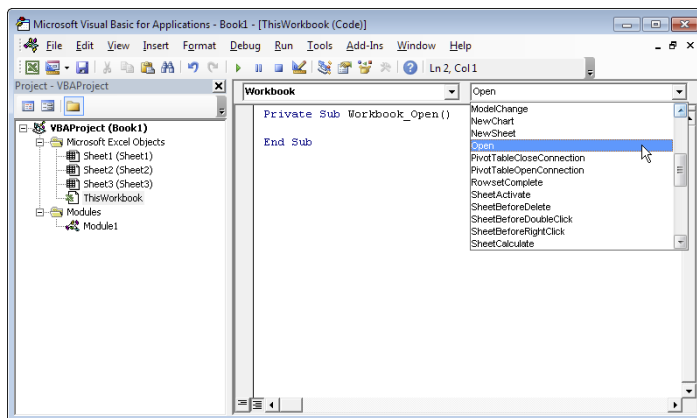 Microsoft Visual Basic for Applications - Book1 - [ThisWorkbook (Code)]
File Edit View Insert Format Debug Run Tools Add-Ins Window Help
Ln 2, Col 1
Project - VBAProject
VBAProject (Book1)
Microsoft Excel Objects
Sheet1 (Sheet1)
Sheet2 (Sheet2)
Sheet3 (Sheet3)
ThisWorkbook
Modules
Module1
Workbook
Open
Private Sub Workbook_Open()
End Sub
ModelChange
NewChart
NewSheet
Open
PivotTableCloseConnection
PivotTableOpenConnection
RowsetComplete
SheetActivate
SheetBeforeDelete
SheetBeforeDoubleClick
SheetBeforeRightClick
SheetCalculate